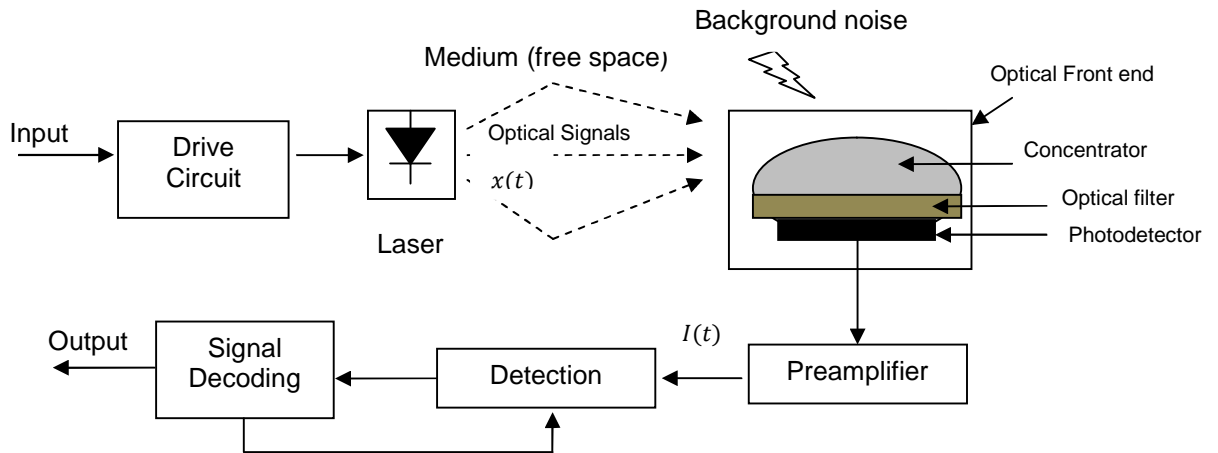 Background noise
Medium (free space)
Optical Front end
Input
Drive
Circuit
Optical Signals
x(t)
Concentrator
Optical filter
Photodetector
Laser
Output
Signal
Decoding
Detection
I(t)
Preamplifier